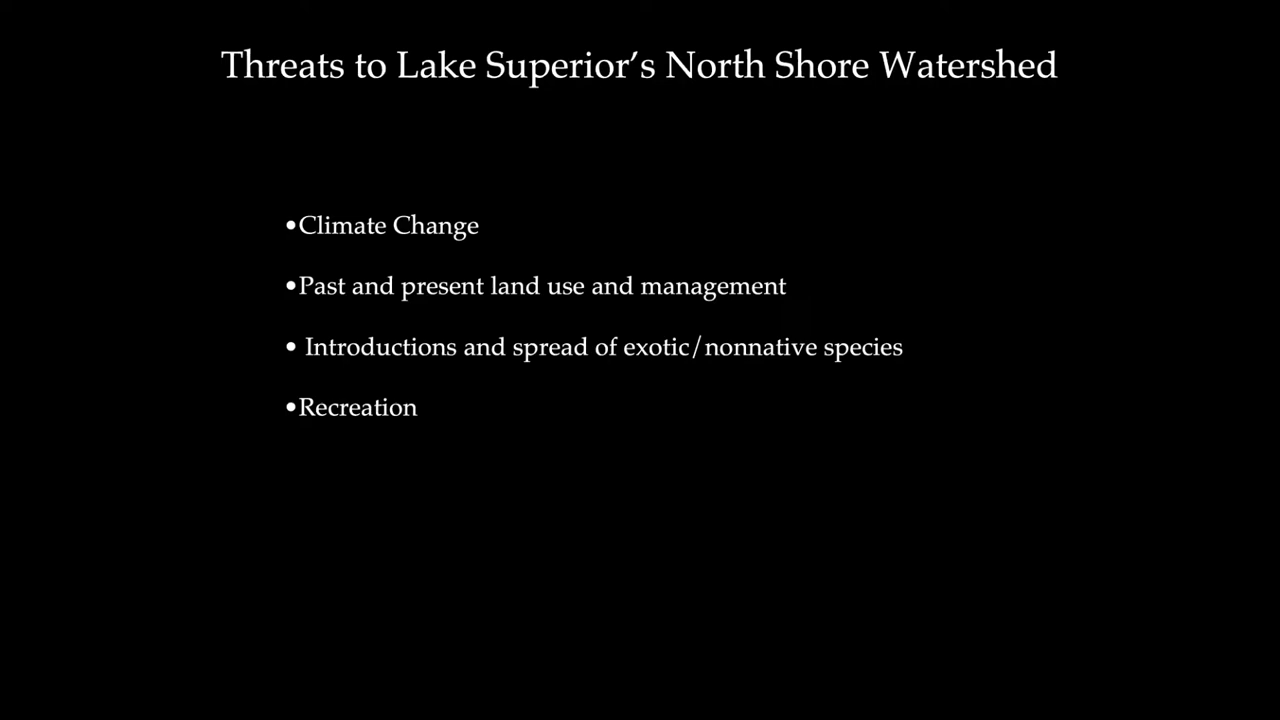 Threats to Lake Superior’s North Shore Watershed
•Climate Change
•Past and present land use and management
• Introductions and spread of exotic/nonnative species
•Recreation